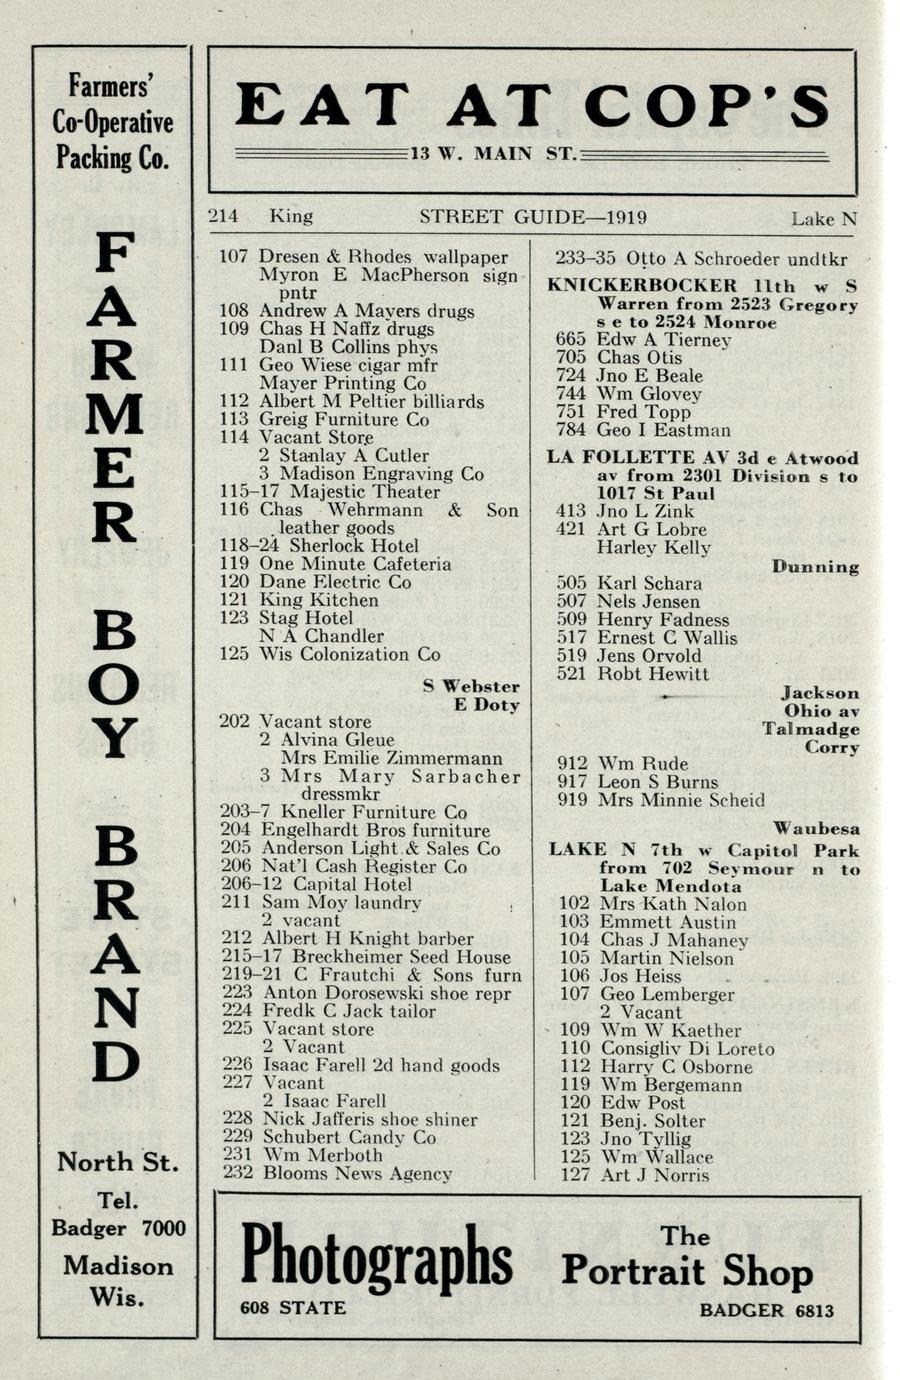 Farmers'
Co-Operative
Packing Co.
FARMER
BOY
BRAND
North St.
Tel.
Badger 7000
Madison
Wis.
EAT AT COP'S
13 W. MAIN ST.
214 King STREET GUIDE—1919 Lake N
107 Dresen & Rhodes wallpaper
Myron E MacPherson sign
pntr
108 Andrew A Mayers drugs
109 Chas H Naffz drugs
Danl B Collins phys
111 Geo Wiese cigar mfr
Mayer Printing Co
112 Albert M Peltier billiards
113 Greig Furniture Co
114 Vacant Store
2 Stanlay A Cutler
3 Madison Engraving Co
115–17 Majestic Theater
116 Chas Wehrmann & Son
leather goods
118–24 Sherlock Hotel
119 One Minute Cafeteria
120 Dane Electric Co
121 King Kitchen
123 Stag Hotel
N A Chandler
125 Wis Colonization Co
S Webster
E Doty
202 Vacant store
2 Alvina Gleue
Mrs Emilie Zimmermann
3 Mrs Mary Sarbacher
dressmkr
203–7 Kneller Furniture Co
204 Engelhardt Bros furniture
205 Anderson Light & Sales Co
206 Nat'l Cash Register Co
206–12 Capital Hotel
211 Sam Moy laundry
2 vacant
212 Albert H Knight barber
215–17 Breckheimer Seed House
219–21 C Frautchi & Sons furn
223 Anton Dorosewski shoe repr
224 Fredk C Jack tailor
225 Vacant store
2 Vacant
226 Isaac Farell 2d hand goods
227 Vacant
2 Isaac Farell
228 Nick Jafferis shoe shiner
229 Schubert Candy Co
231 Wm Merboth
232 Blooms News Agency
233–35 Otto A Schroeder undtkr
KNICKERBOCKER 11th w S
Warren from 2523 Gregory
s e to 2524 Monroe
665 Edw A Tierney
705 Chas Otis
724 Jno E Beale
744 Wm Glovey
751 Fred Topp
784 Geo I Eastman
LA FOLLETTE AV 3d e Atwood
av from 2301 Division s to
1017 St Paul
413 Jno L Zink
421 Art G Lobre
Harley Kelly
Dunning
505 Karl Schara
507 Nels Jensen
509 Henry Fadness
517 Ernest C Wallis
519 Jens Orvold
521 Robt Hewitt
Jackson
Ohio av
Talmadge
Corry
912 Wm Rude
917 Leon S Burns
919 Mrs Minnie Scheid
Waubesa
LAKE N 7th w Capitol Park
from 702 Seymour n to
Lake Mendota
102 Mrs Kath Nalon
103 Emmett Austin
104 Chas J Mahaney
105 Martin Nielson
106 Jos Heiss
107 Geo Lemberger
2 Vacant
109 Wm W Kaether
110 Consigliv Di Loreto
112 Harry C Osborne
119 Wm Bergemann
120 Edw Post
121 Benj. Solter
123 Jno Tyllig
125 Wm Wallace
127 Art J Norris
Photographs
608 STATE
The
Portrait Shop
BADGER 6813